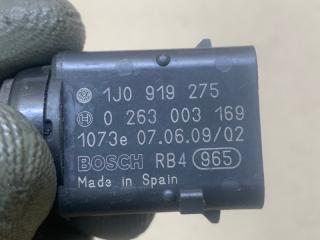 1J0 919 275
0 263 003 169
1073e 07.06.09/02
BOSCH RB4 965
Made in Spain